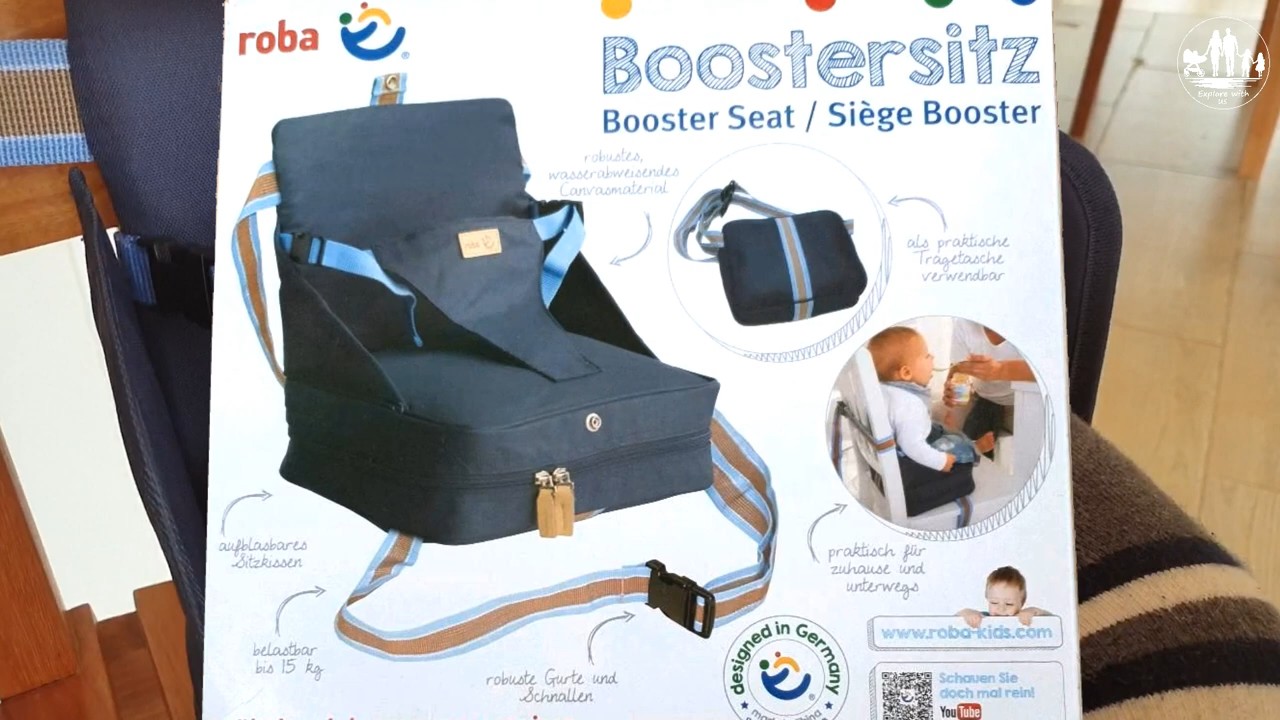 roba
Boostersitz
Booster Seat / Siège Booster
Explore with
us
robustes,
wasserabweisendes
Canvasmaterial
roba
als praktische
Tragetasche
verwendbar
aufblasbares
Sitzkissen
praktisch für
zuhause und
unterwegs
belastbar
bis 15 kg
robuste Gurte und
Schnallen
designed in Germany
www.roba-kids.com
Schauen Sie
doch mal rein!
YouTube